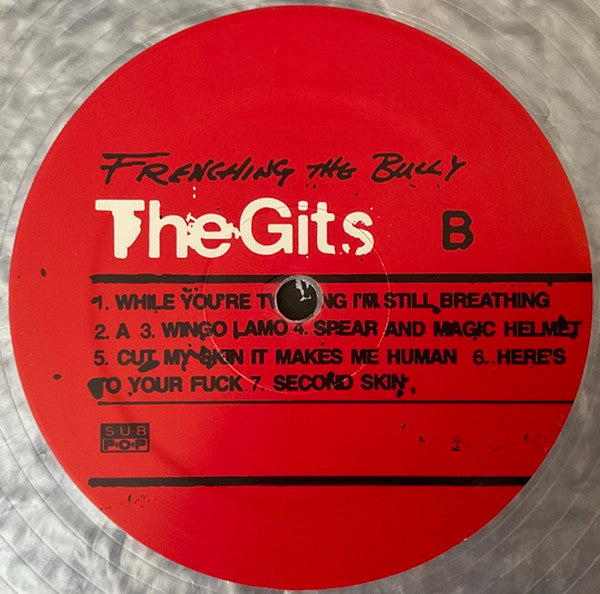 FRENCHING THE BULLY
The Gits B
1. WHILE YOU'RE TW NG I'M STILL BREATHING
2. A 3. WINGO LAMO 4. SPEAR AND MAGIC HELMET
5. CUT MY SKIN IT MAKES ME HUMAN 6. HERE'S
TO YOUR FUCK 7. SECOND SKIN
SUB
POP